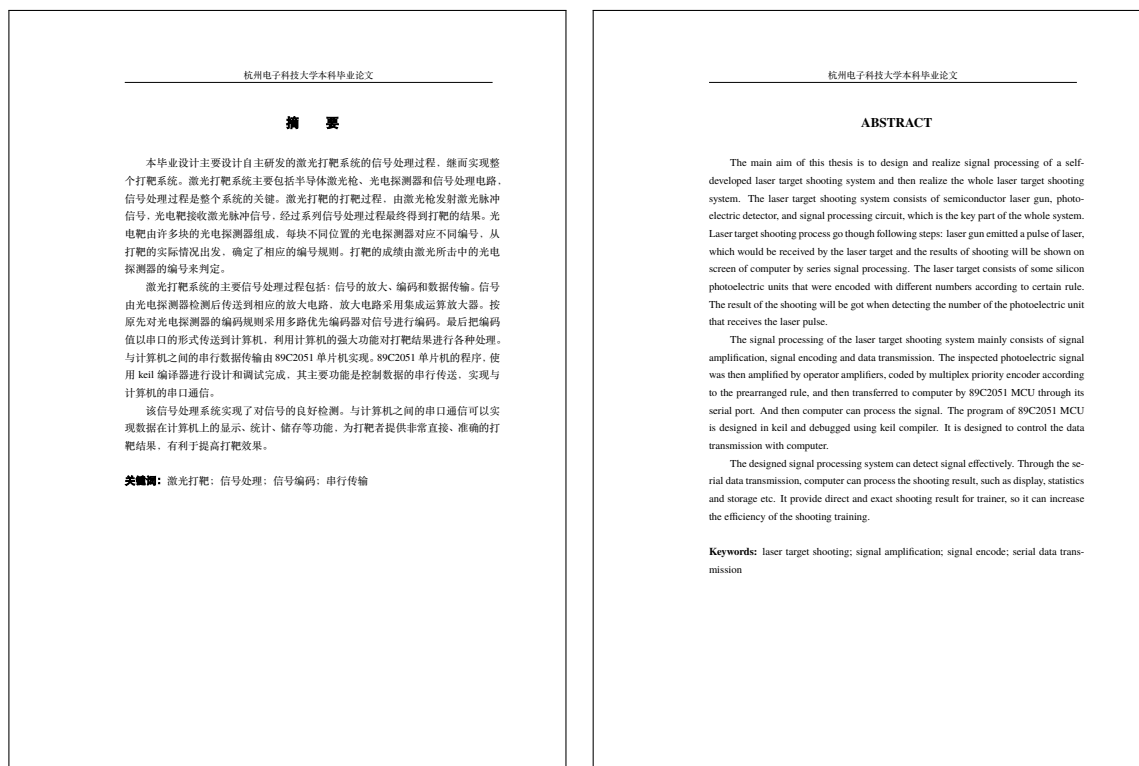 杭州电子科技大学本科毕业论文
摘 要
本毕业设计主要设计自主研发的激光打靶系统的信号处理过程，继而实现整
个打靶系统。激光打靶系统主要包括半导体激光枪、光电探测器和信号处理电路，
信号处理过程是整个系统的关键。激光打靶的打靶过程，由激光枪发射激光脉冲
信号，光电靶接收激光脉冲信号，经过系列信号处理过程最终得到打靶的结果。光
电靶由许多块的光电探测器组成，每块不同位置的光电探测器对应不同编号，从
打靶的实际情况出发，确定了相应的编号规则。打靶的成绩由激光所击中的光电
探测器的编号来判定。
激光打靶系统的主要信号处理过程包括：信号的放大、编码和数据传输。信号
由光电探测器检测后传送到相应的放大电路，放大电路采用集成运算放大器。按
原先对光电探测器的编码规则采用多路优先编码器对信号进行编码。最后把编码
值以串口的形式传送到计算机，利用计算机的强大功能对打靶结果进行各种处理。
与计算机之间的串行数据传输由 89C2051 单片机实现。89C2051 单片机的程序，使
用 keil 编译器进行设计和调试完成，其主要功能是控制数据的串行传送，实现与
计算机的串口通信。
该信号处理系统实现了对信号的良好检测。与计算机之间的串口通信可以实
现数据在计算机上的显示、统计、储存等功能，为打靶者提供非常直接、准确的打
靶结果，有利于提高打靶效果。
关键词：激光打靶；信号处理；信号编码；串行传输
杭州电子科技大学本科毕业论文
ABSTRACT
The main aim of this thesis is to design and realize signal processing of a self-
developed laser target shooting system and then realize the whole laser target shooting
system. The laser target shooting system consists of semiconductor laser gun, photo-
electric detector, and signal processing circuit, which is the key part of the whole system.
Laser target shooting process go though following steps: laser gun emitted a pulse of laser,
which would be received by the laser target and the results of shooting will be shown on
screen of computer by series signal processing. The laser target consists of some silicon
photoelectric units that were encoded with different numbers according to certain rule.
The result of the shooting will be got when detecting the number of the photoelectric unit
that receives the laser pulse.
The signal processing of the laser target shooting system mainly consists of signal
amplification, signal encoding and data transmission. The inspected photoelectric signal
was then amplified by operator amplifiers, coded by multiplex priority encoder according
to the prearranged rule, and then transferred to computer by 89C2051 MCU through its
serial port. And then computer can process the signal. The program of 89C2051 MCU
is designed in keil and debugged using keil compiler. It is designed to control the data
transmission with computer.
The designed signal processing system can detect signal effectively. Through the se-
rial data transmission, computer can process the shooting result, such as display, statistics
and storage etc. It provide direct and exact shooting result for trainer, so it can increase
the efficiency of the shooting training.
Keywords: laser target shooting; signal amplification; signal encode; serial data trans-
mission